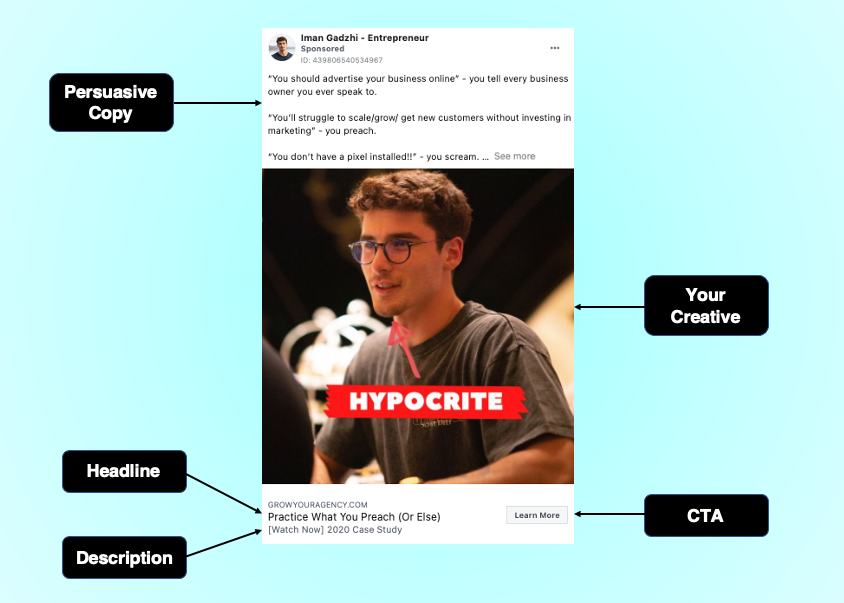 Iman Gadzhi - Entrepreneur
Sponsored
ID: 439806540534967
Persuasive
Copy
"You should advertise your business online" - you tell every business
owner you ever speak to.
"You'll struggle to scale/grow/ get new customers without investing in
marketing" - you preach.
"You don't have a pixel installed!!" - you scream. ... See more
Your
Creative
HYPOCRITE
Headline
Description
GROWYOURAGENCY.COM
Practice What You Preach (Or Else)
[Watch Now] 2020 Case Study
Learn More
CTA